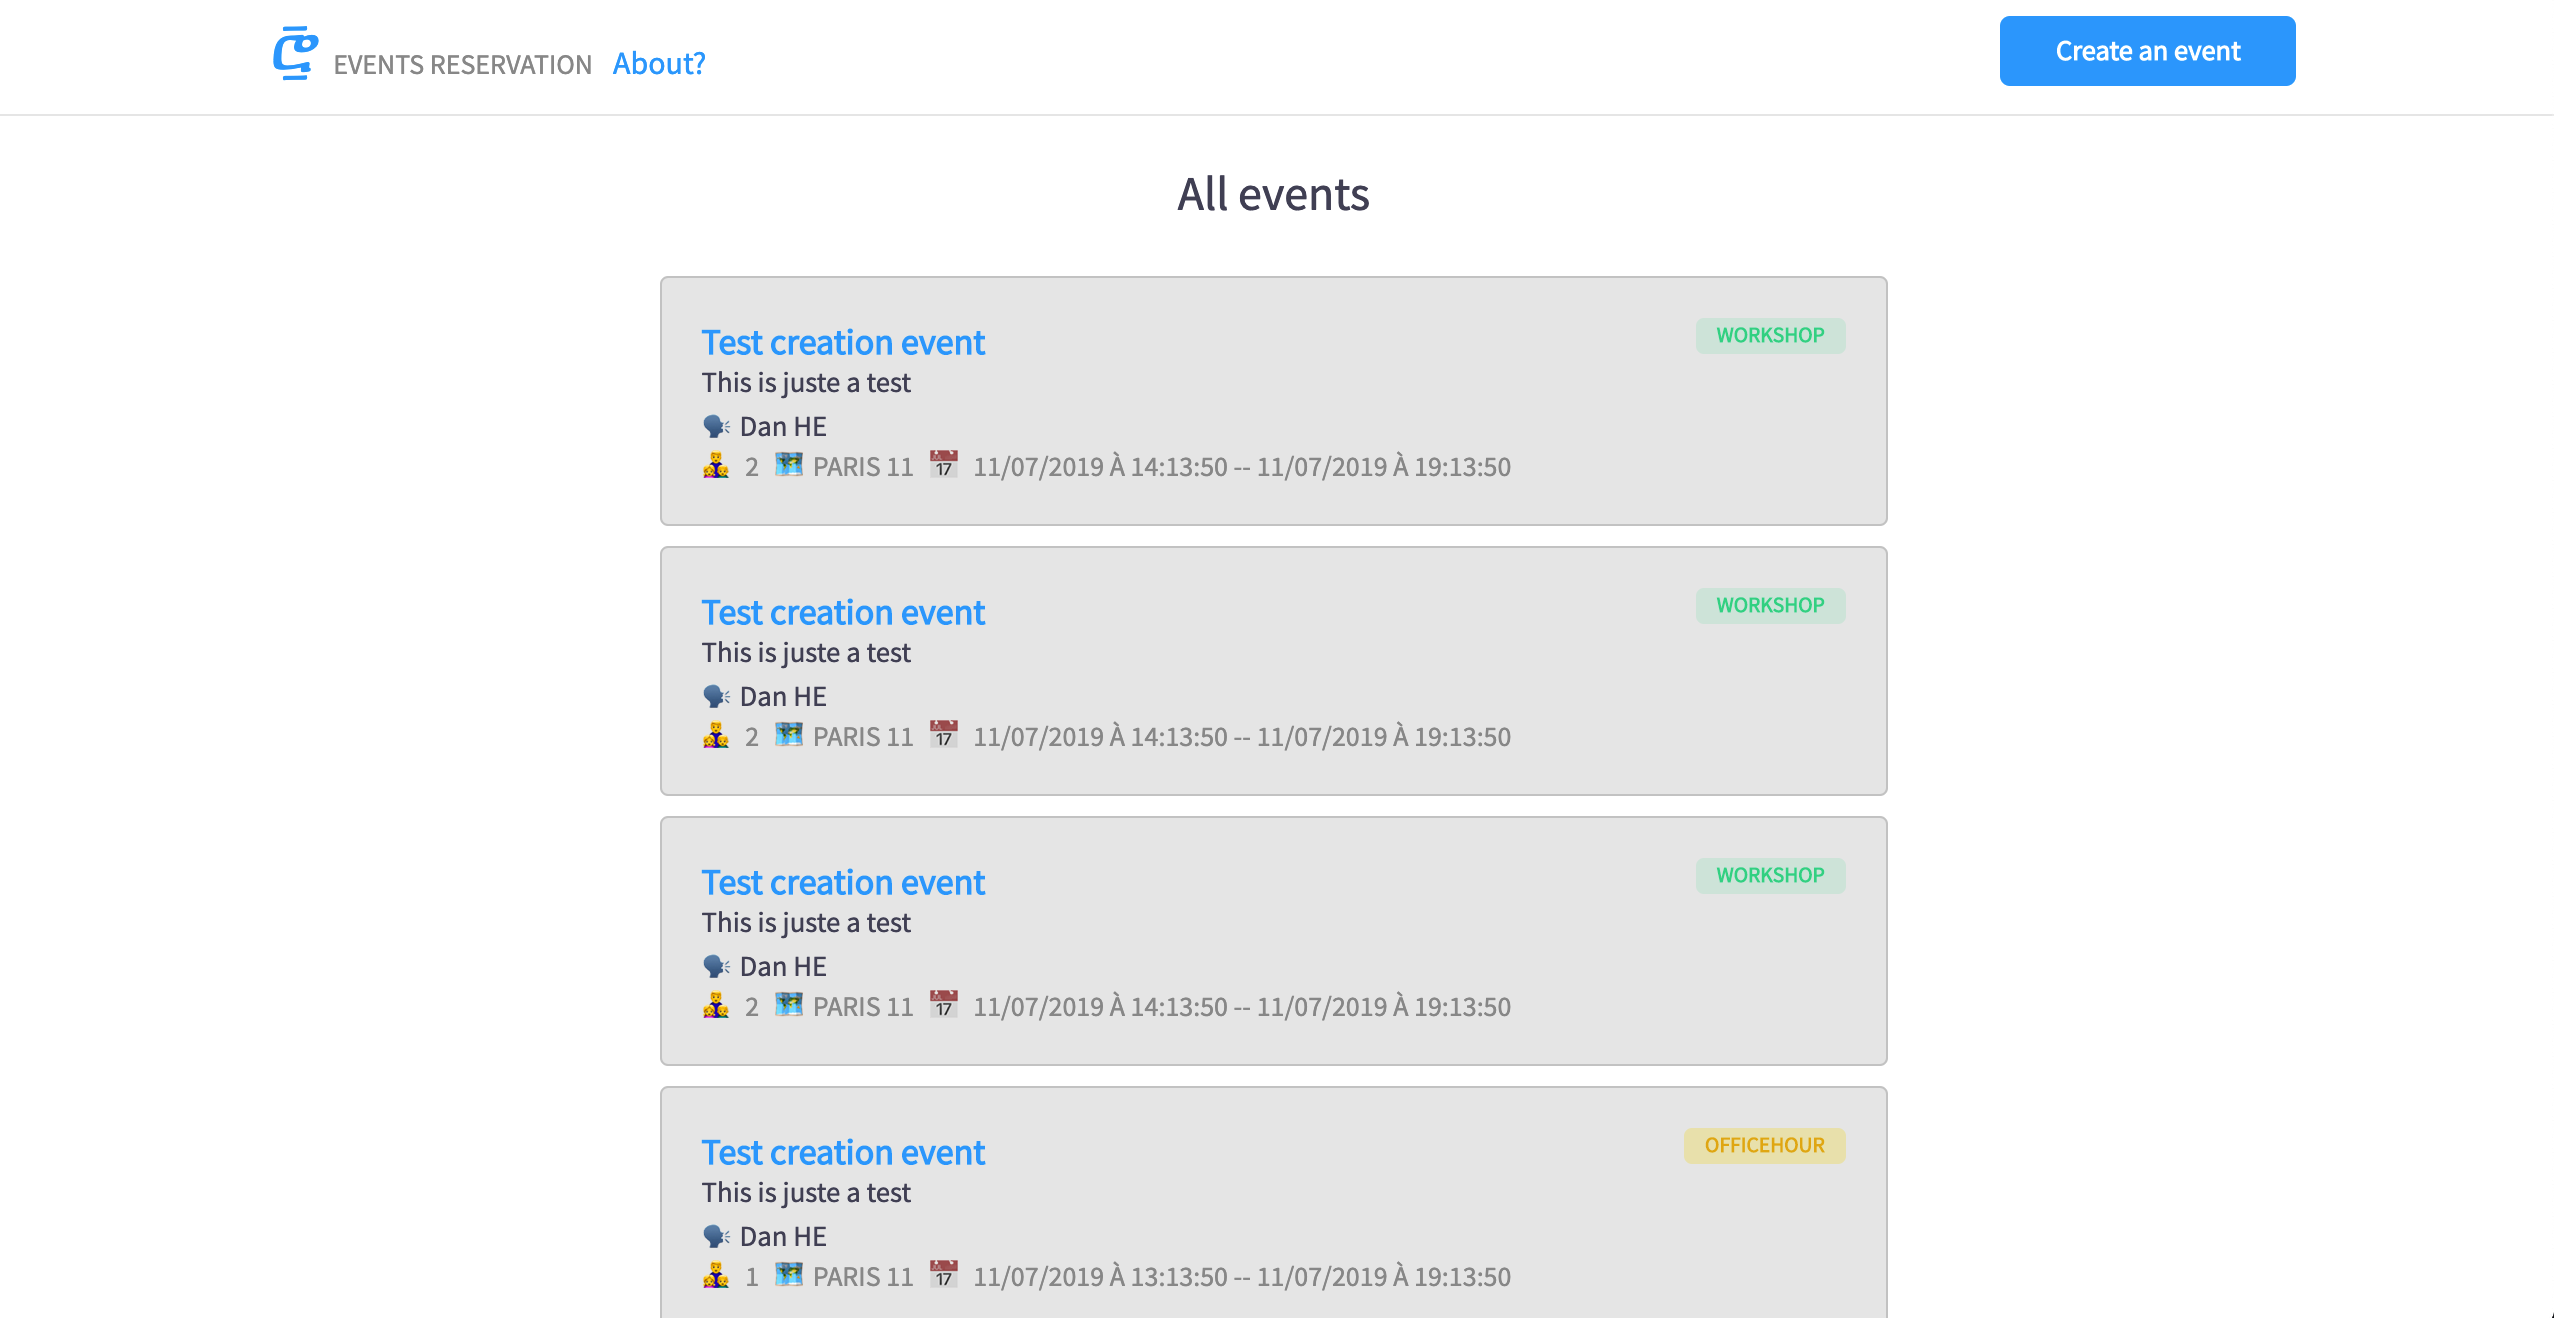 EVENTS RESERVATION About? Create an event
All events
Test creation event WORKSHOP
This is juste a test
Dan HE
2 PARIS 11 11/07/2019 À 14:13:50 -- 11/07/2019 À 19:13:50
Test creation event WORKSHOP
This is juste a test
Dan HE
2 PARIS 11 11/07/2019 À 14:13:50 -- 11/07/2019 À 19:13:50
Test creation event WORKSHOP
This is juste a test
Dan HE
2 PARIS 11 11/07/2019 À 14:13:50 -- 11/07/2019 À 19:13:50
Test creation event OFFICEHOUR
This is juste a test
Dan HE
1 PARIS 11 11/07/2019 À 13:13:50 -- 11/07/2019 À 19:13:50